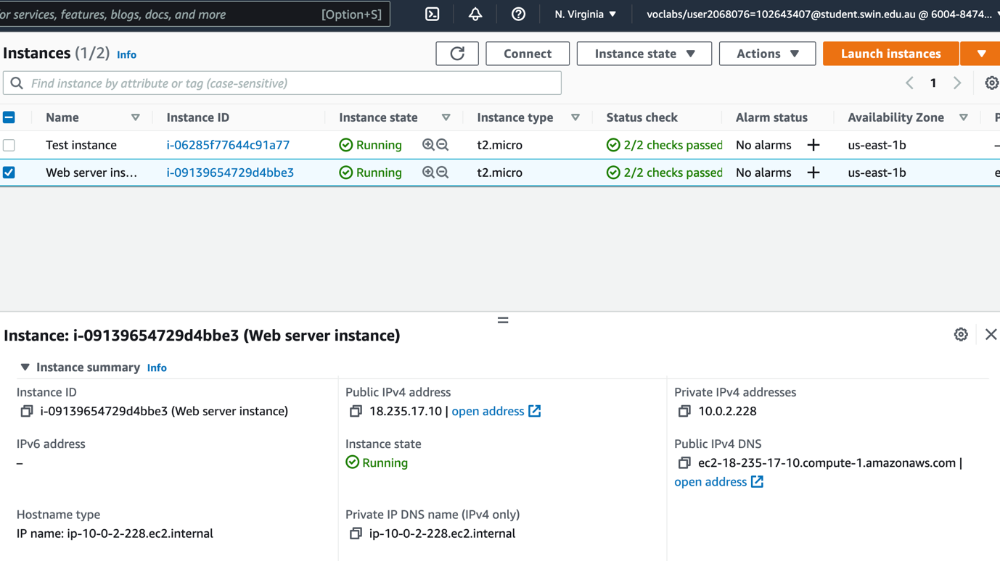 or services, features, blogs, docs, and more [Option+S] N. Virginia voclabs/user2068076=102643407@student.swin.edu.au @ 6004-8474...
Instances (1/2) Info Connect Instance state Actions Launch instances
Find instance by attribute or tag (case-sensitive) 1
Name Instance ID Instance state Instance type Status check Alarm status Availability Zone P
Test instance i-06285f77644c91a77 Running t2.micro 2/2 checks passed No alarms + us-east-1b –
Web server ins... i-09139654729d4bbe3 Running t2.micro 2/2 checks passed No alarms + us-east-1b e
Instance: i-09139654729d4bbe3 (Web server instance)
Instance summary Info
Instance ID Public IPv4 address Private IPv4 addresses
i-09139654729d4bbe3 (Web server instance) 18.235.17.10 | open address 10.0.2.228
IPv6 address Instance state Public IPv4 DNS
– Running ec2-18-235-17-10.compute-1.amazonaws.com |
open address
Hostname type Private IP DNS name (IPv4 only)
IP name: ip-10-0-2-228.ec2.internal ip-10-0-2-228.ec2.internal